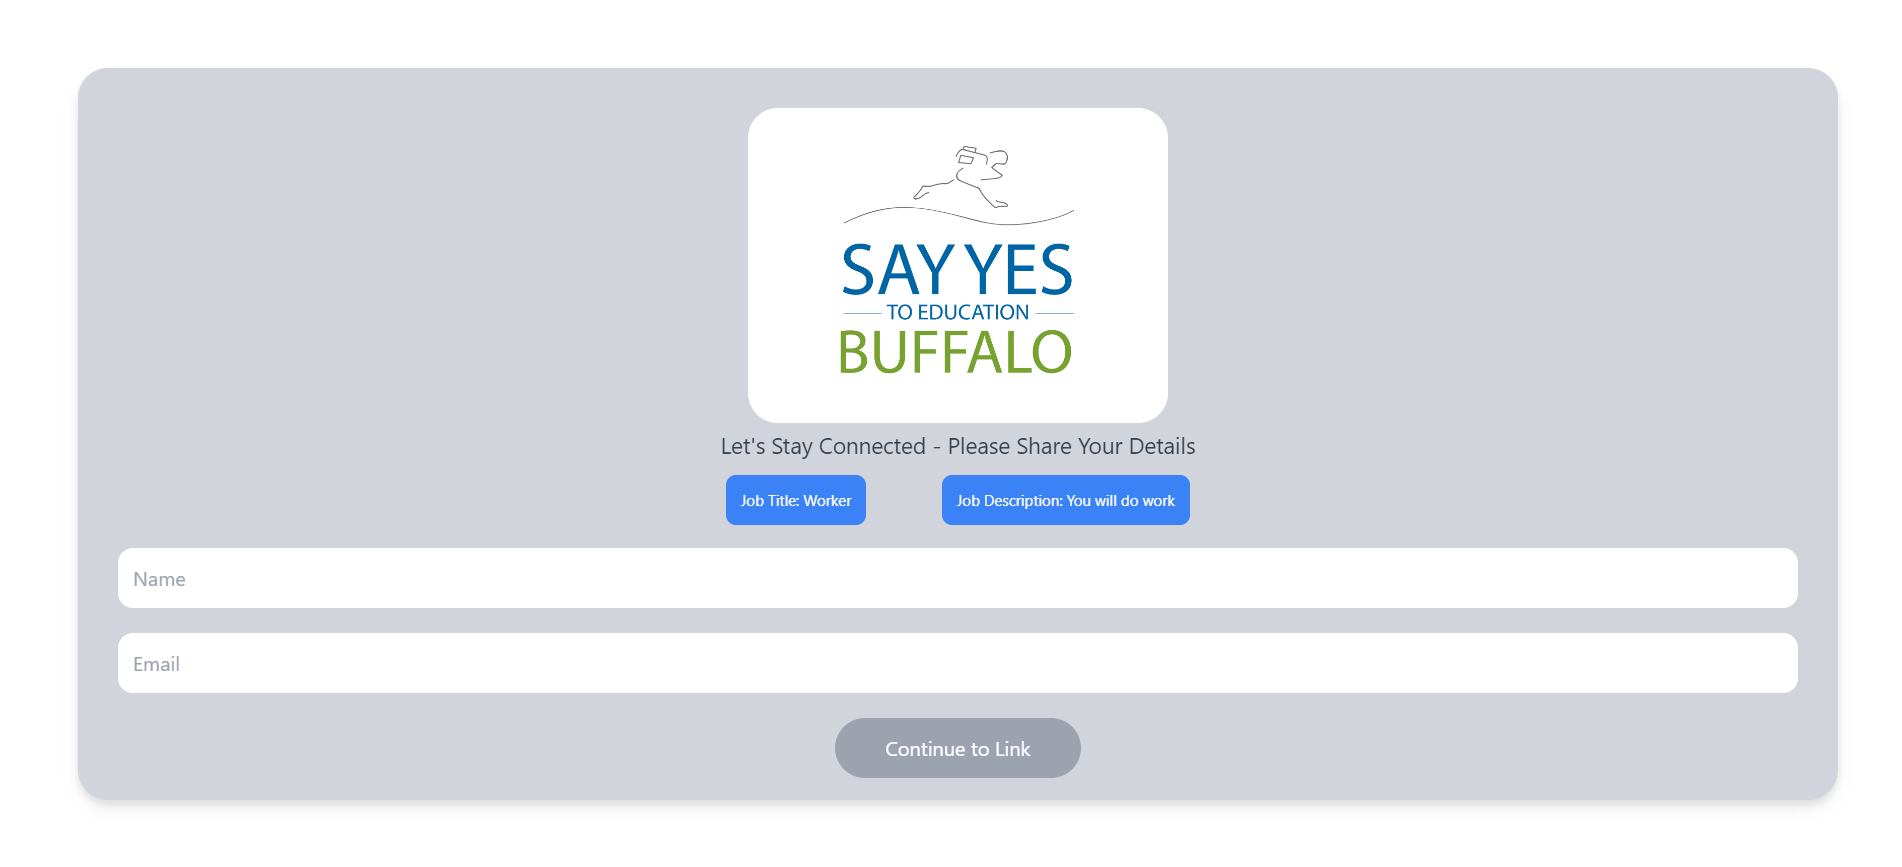 SAY YES
TO EDUCATION
BUFFALO
Let's Stay Connected - Please Share Your Details
Job Title: Worker
Job Description: You will do work
Name
Email
Continue to Link